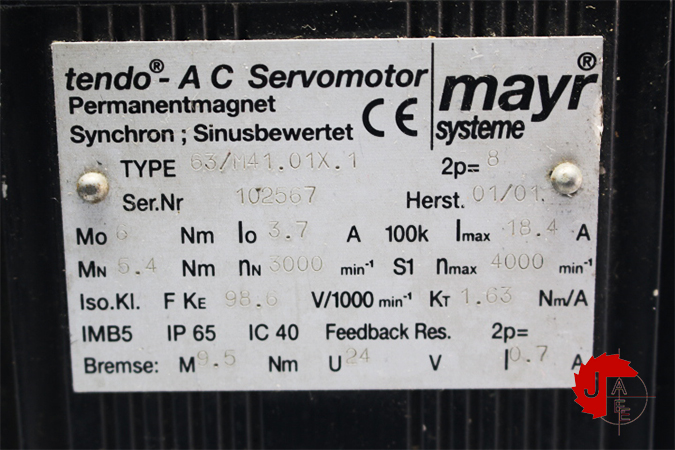 tendo®- AC Servomotor
mayr®
systeme
Permanentmagnet
Synchron ; Sinusbewertet CE
TYPE 63/M41.01X.1 2p= 8
Ser.Nr 102567 Herst. 01/01
Mo 6 Nm Io 3.7 A 100k Imax 18.4 A
MN 5.4 Nm nN 3000 min-1 S1 nmax 4000 min-1
Iso.Kl. F KE 98.6 V/1000 min-1 KT 1.63 Nm/A
IMB5 IP 65 IC 40 Feedback Res. 2p=
Bremse: M 9.5 Nm U 24 V I 0.7 A